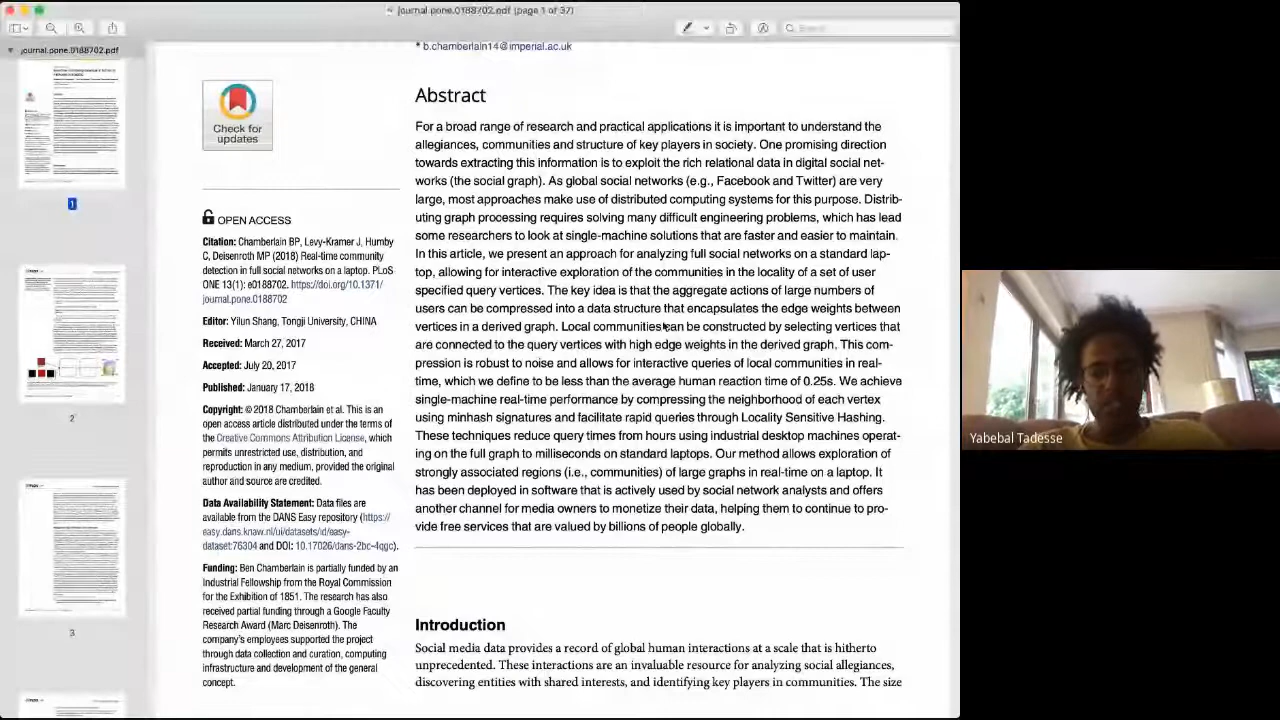 journal.pone.0188702.pdf (page 1 of 37)
Search
journal.pone.0188702.pdf
1
2
3
* b.chamberlain14@imperial.ac.uk
Check for
updates
OPEN ACCESS
Citation: Chamberlain BP, Levy-Kramer J, Humby
C, Deisenroth MP (2018) Real-time community
detection in full social networks on a laptop. PLoS
ONE 13(1): e0188702. https://doi.org/10.1371/
journal.pone.0188702
Editor: Yilun Shang, Tongji University, CHINA
Received: March 27, 2017
Accepted: July 20, 2017
Published: January 17, 2018
Copyright: © 2018 Chamberlain et al. This is an
open access article distributed under the terms of
the Creative Commons Attribution License, which
permits unrestricted use, distribution, and
reproduction in any medium, provided the original
author and source are credited.
Data Availability Statement: Data files are
available from the DANS Easy repository (https://
easy.dans.knaw.nl/ui/datasets/id/easy-
dataset:76304 and DOI: 10.17026/dans-2bc-4qgc).
Funding: Ben Chamberlain is partially funded by an
Industrial Fellowship from the Royal Commission
for the Exhibition of 1851. The research has also
received partial funding through a Google Faculty
Research Award (Marc Deisenroth). The
company's employees supported the project
through data collection and curation, computing
infrastructure and development of the general
concept.
Abstract
For a broad range of research and practical applications it is important to understand the
allegiances, communities and structure of key players in society. One promising direction
towards extracting this information is to exploit the rich relational data in digital social net-
works (the social graph). As global social networks (e.g., Facebook and Twitter) are very
large, most approaches make use of distributed computing systems for this purpose. Distrib-
uting graph processing requires solving many difficult engineering problems, which has lead
some researchers to look at single-machine solutions that are faster and easier to maintain.
In this article, we present an approach for analyzing full social networks on a standard lap-
top, allowing for interactive exploration of the communities in the locality of a set of user
specified query vertices. The key idea is that the aggregate actions of large numbers of
users can be compressed into a data structure that encapsulates the edge weights between
vertices in a derived graph. Local communities can be constructed by selecting vertices that
are connected to the query vertices with high edge weights in the derived graph. This com-
pression is robust to noise and allows for interactive queries of local communities in real-
time, which we define to be less than the average human reaction time of 0.25s. We achieve
single-machine real-time performance by compressing the neighborhood of each vertex
using minhash signatures and facilitate rapid queries through Locality Sensitive Hashing.
These techniques reduce query times from hours using industrial desktop machines operat-
ing on the full graph to milliseconds on standard laptops. Our method allows exploration of
strongly associated regions (i.e., communities) of large graphs in real-time on a laptop. It
has been deployed in software that is actively used by social network analysts and offers
another channel for media owners to monetize their data, helping them to continue to pro-
vide free services that are valued by billions of people globally.
Introduction
Social media data provides a record of global human interactions at a scale that is hitherto
unprecedented. These interactions are an invaluable resource for analyzing social allegiances,
discovering entities with shared interests, and identifying key players in communities. The size
Yabebal Tadesse